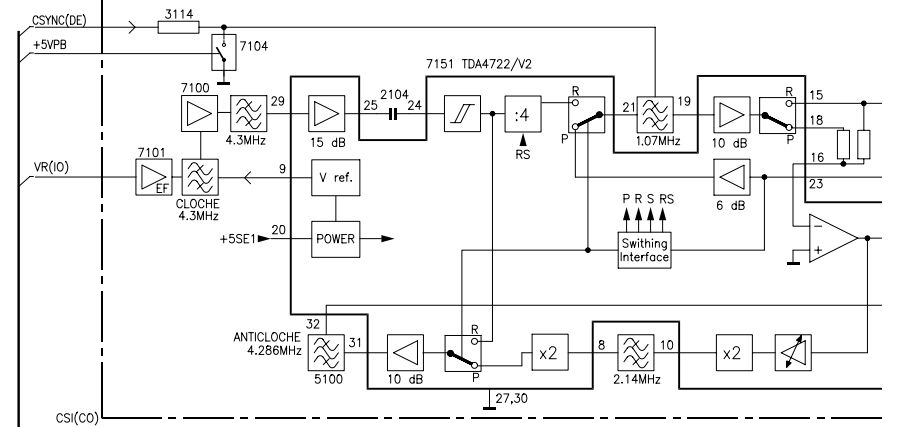 CSYNC(DE)
3114
+5VPB
7104
7151 TDA4722/V2
7100
29
25
2104
24
:4
RS
R
P
21
19
1.07MHz
10 dB
R
P
15
18
16
23
4.3MHz
15 dB
7101
VR(IO)
EF
CLOCHE
4.3MHz
9
V ref.
6 dB
P R S RS
+5SE1
20
POWER
Swithing
Interface
−
+
32
ANTICLOCHE
4.286MHz
31
5100
10 dB
R
P
x2
8
10
2.14MHz
x2
27,30
CSI(CO)